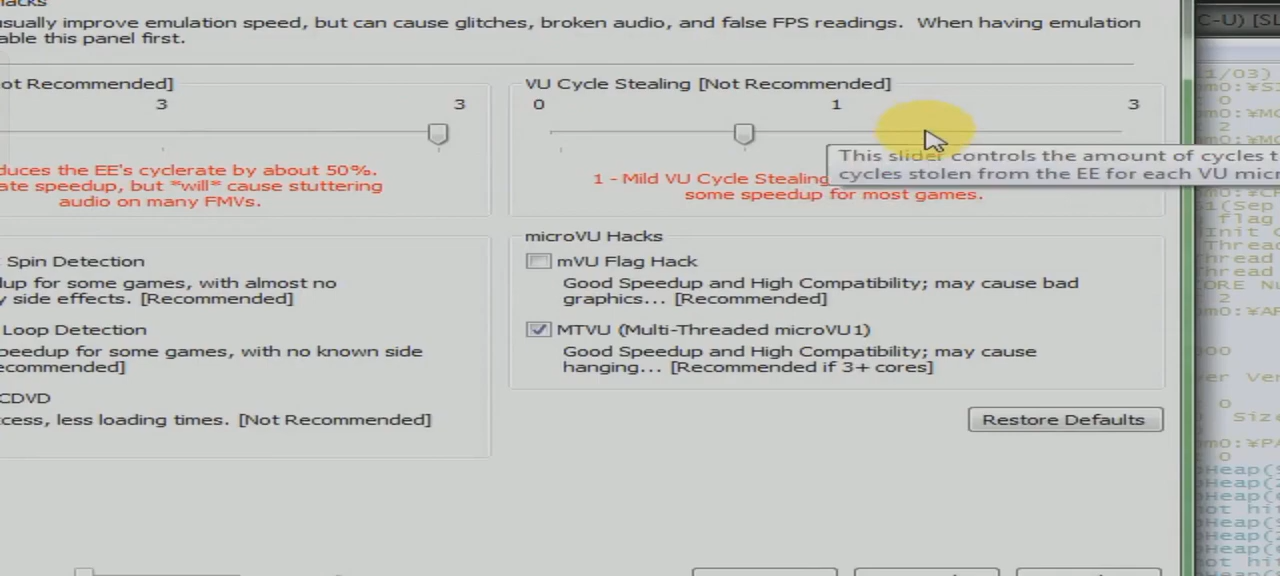 usually improve emulation speed, but can cause glitches, broken audio, and false FPS readings. When having emulation
able this panel first.
ot Recommended]
3
3
duces the EE's cyclerate by about 50%.
ate speedup, but *will* cause stuttering
audio on many FMVs.
VU Cycle Stealing [Not Recommended]
0
1
3
This slider controls the amount of cycles t
cycles stolen from the EE for each VU micr
1 - Mild VU Cycle Stealing
some speedup for most games.
Spin Detection
up for some games, with almost no
y side effects. [Recommended]
Loop Detection
peedup for some games, with no known side
ecommended]
CDVD
cess, less loading times. [Not Recommended]
microVU Hacks
mVU Flag Hack
Good Speedup and High Compatibility; may cause bad
graphics... [Recommended]
MTVU (Multi-Threaded microVU1)
Good Speedup and High Compatibility; may cause
hanging... [Recommended if 3+ cores]
Restore Defaults
C-U) [SL